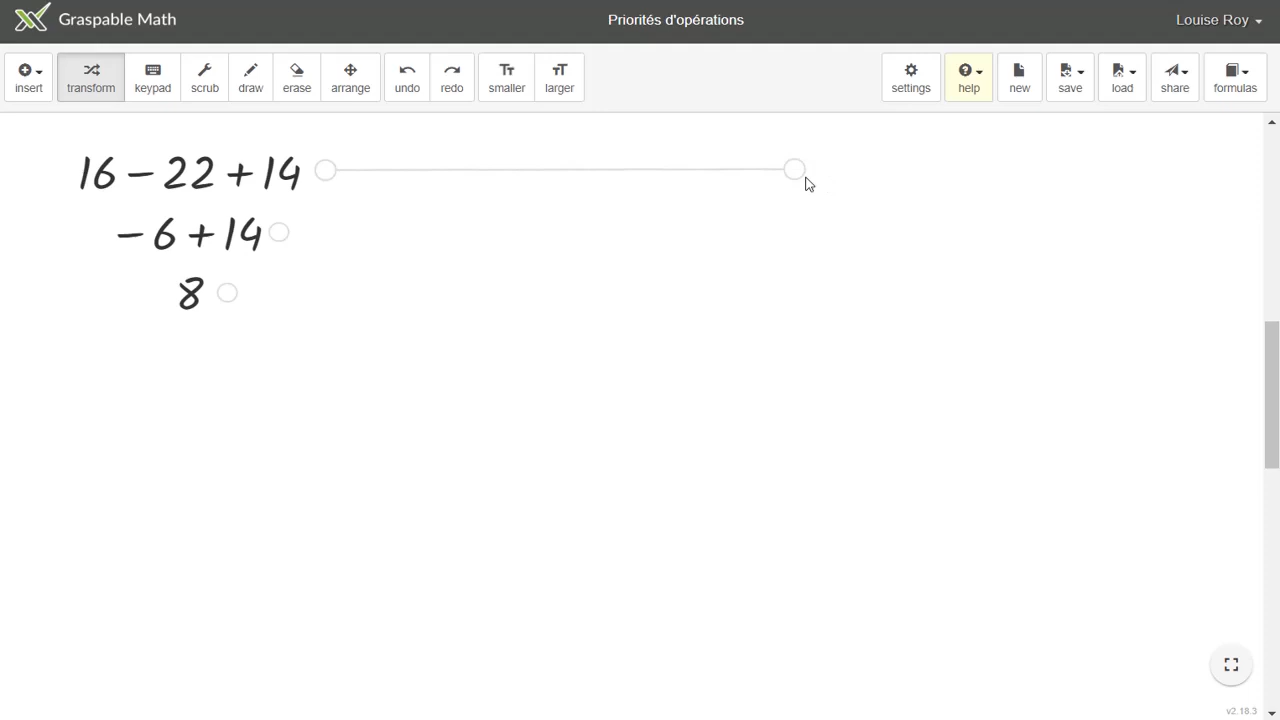 Graspable Math
Priorités d'opérations
Louise Roy
insert
transform
keypad
scrub
draw
erase
arrange
undo
redo
smaller
larger
settings
help
new
save
load
share
formulas
16 − 22 + 14
− 6 + 14
8
v2.18.3